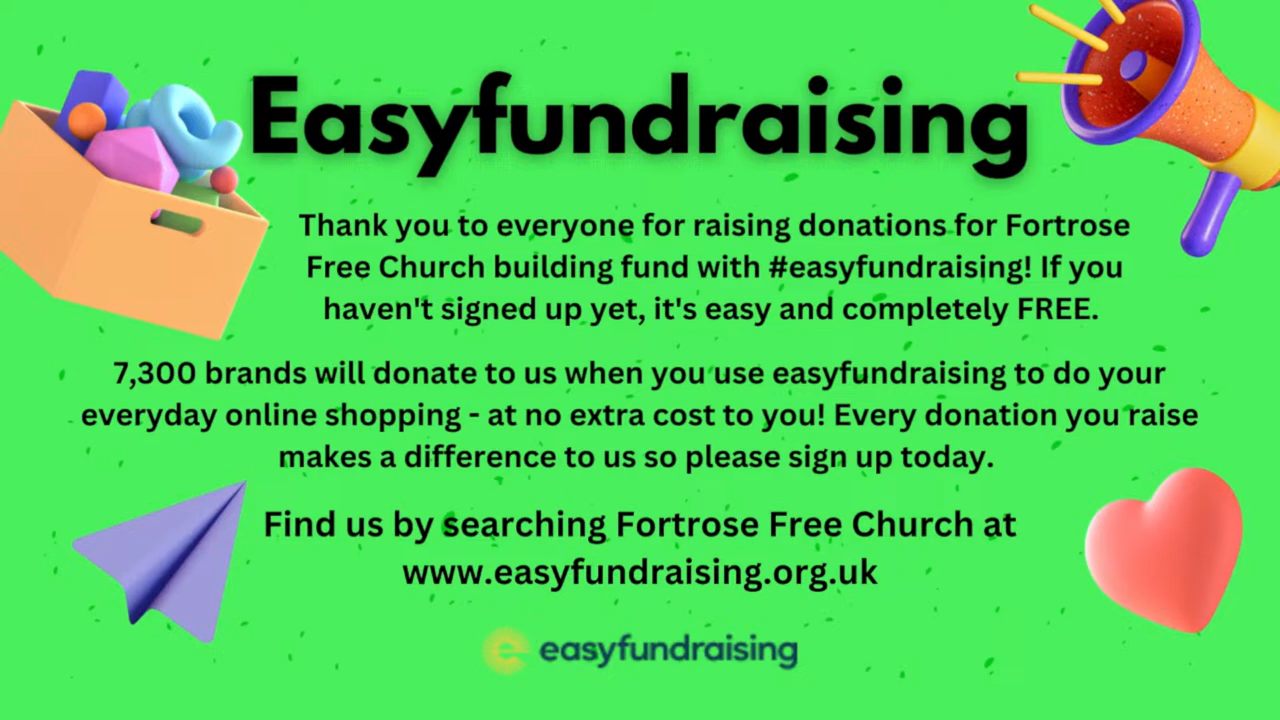 Easyfundraising
Thank you to everyone for raising donations for Fortrose
Free Church building fund with #easyfundraising! If you
haven't signed up yet, it's easy and completely FREE.
7,300 brands will donate to us when you use easyfundraising to do your
everyday online shopping - at no extra cost to you! Every donation you raise
makes a difference to us so please sign up today.
Find us by searching Fortrose Free Church at
www.easyfundraising.org.uk
e easyfundraising